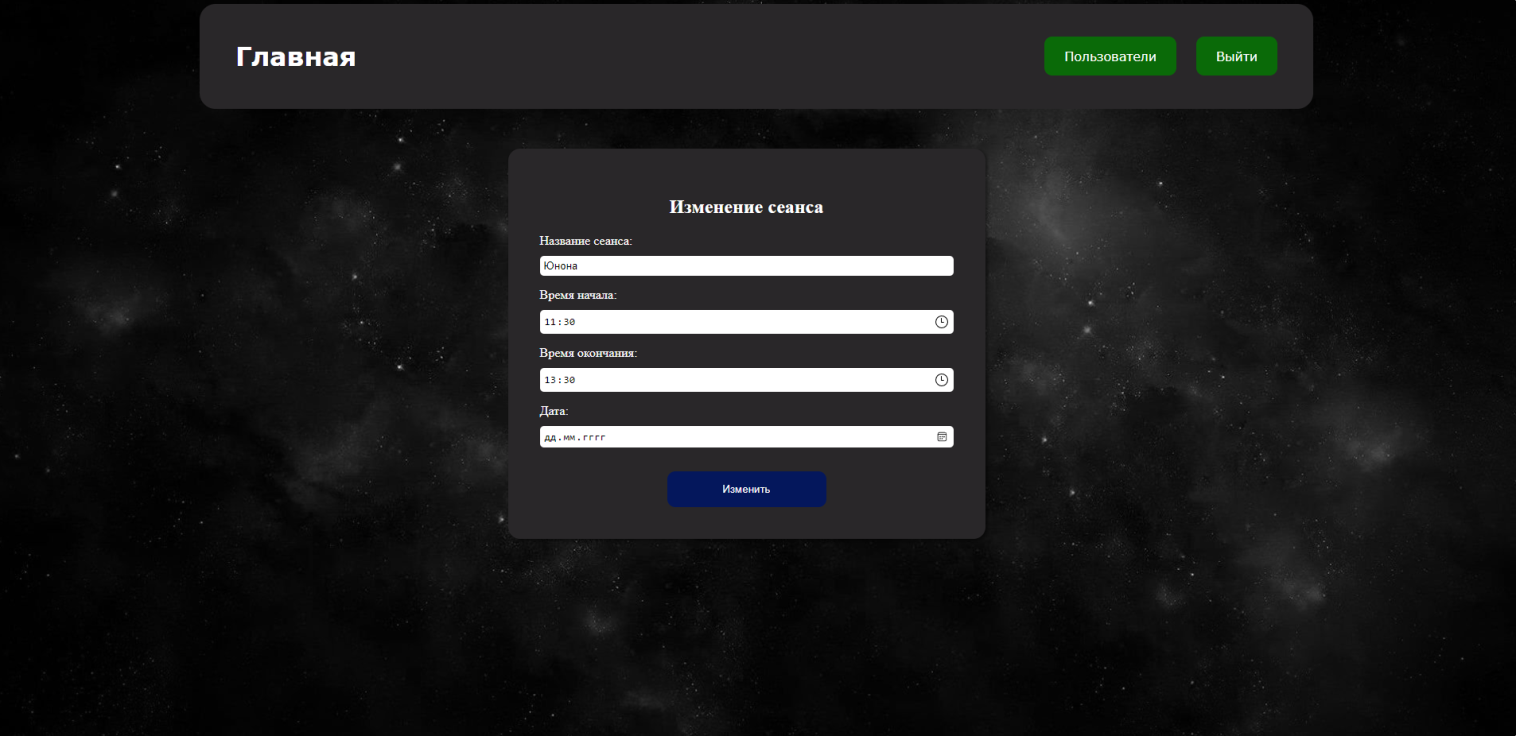 Главная
Пользователи
Выйти
Изменение сеанса
Название сеанса:
Юнона
Время начала:
11:30
Время окончания:
13:30
Дата:
дд.мм.гггг
Изменить